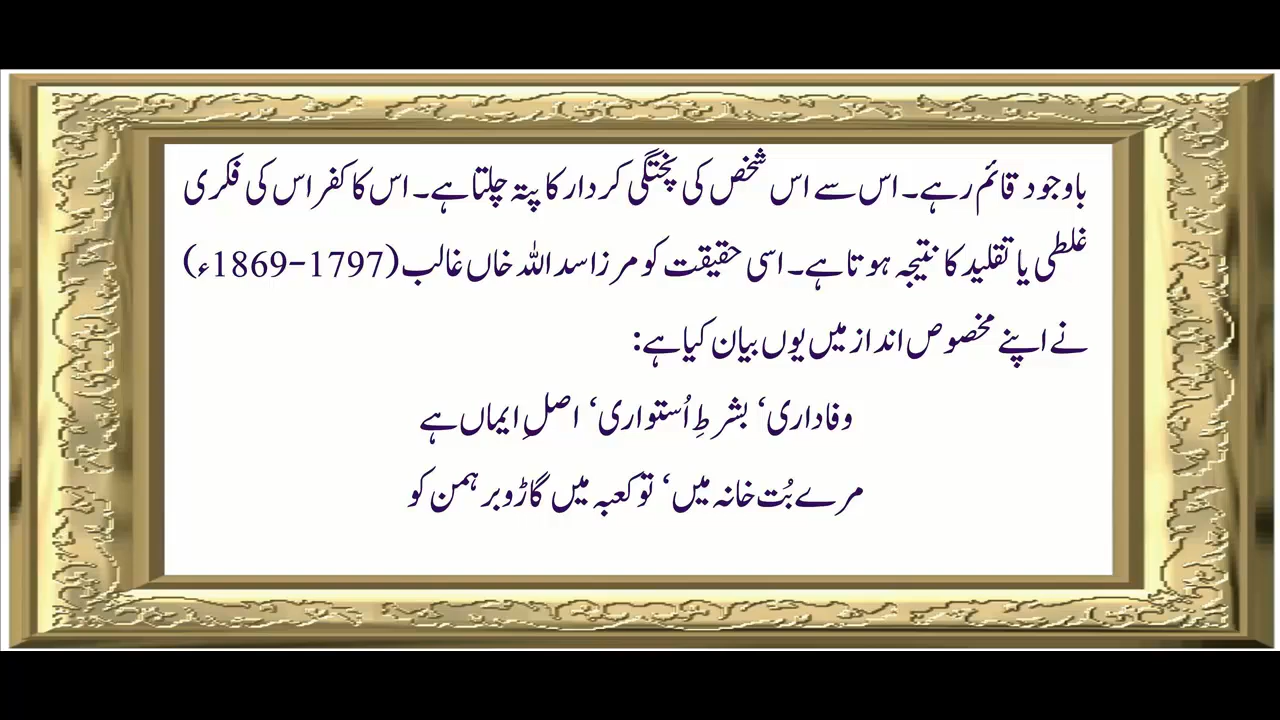 باوجود قائم رہے۔ اس سے اس شخص کی پختگی کردار کا پتہ چلتا ہے۔ اس کا کفر اس کی فکری
غلطی یا تقلید کا نتیجہ ہوتا ہے۔ اسی حقیقت کو مرزا سد اللہ خاں غالب (1797-1869ء)
نے اپنے مخصوص انداز میں یوں بیان کیا ہے:
وفاداری‘ بشرطِ اُستواری‘ اصلِ ایماں ہے
مرے بُت خانہ میں‘ تو کعبہ میں گاڑو برہمن کو